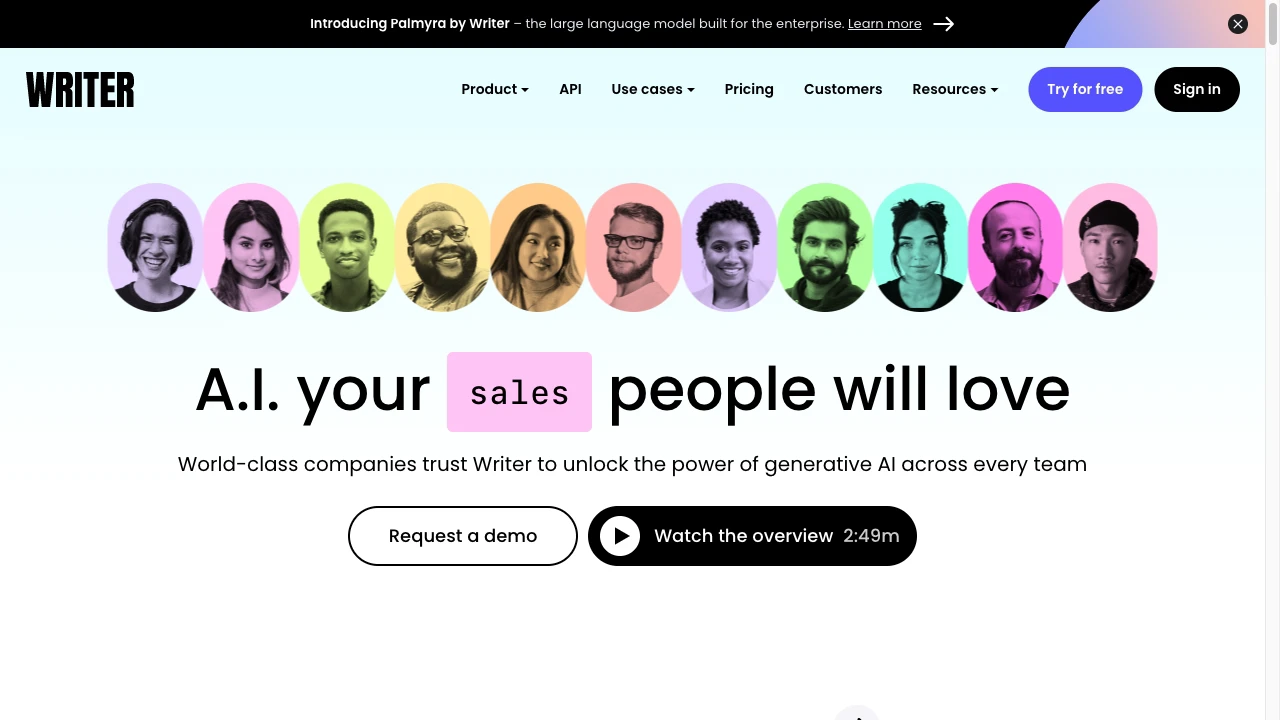 Introducing Palmyra by Writer – the large language model built for the enterprise. Learn more
WRITER
Product
API
Use cases
Pricing
Customers
Resources
Try for free
Sign in
A.I. your sales people will love
World-class companies trust Writer to unlock the power of generative AI across every team
Request a demo
Watch the overview 2:49m